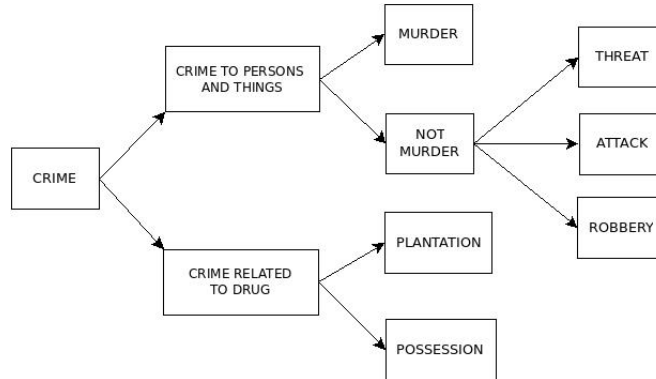 MURDER
THREAT
CRIME TO PERSONS
AND THINGS
NOT
MURDER
ATTACK
CRIME
ROBBERY
PLANTATION
CRIME RELATED
TO DRUG
POSSESSION